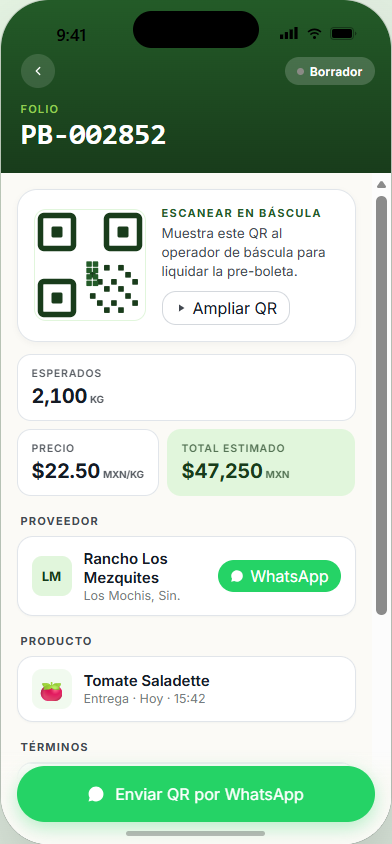 9:41
Borrador
FOLIO
PB-002852
ESCANEAR EN BÁSCULA
Muestra este QR al
operador de báscula para
liquidar la pre-boleta.
Ampliar QR
ESPERADOS
2,100 KG
PRECIO
$22.50 MXN/KG
TOTAL ESTIMADO
$47,250 MXN
PROVEEDOR
LM
Rancho Los
Mezquites
Los Mochis, Sin.
WhatsApp
PRODUCTO
Tomate Saladette
Entrega · Hoy · 15:42
TÉRMINOS
Enviar QR por WhatsApp